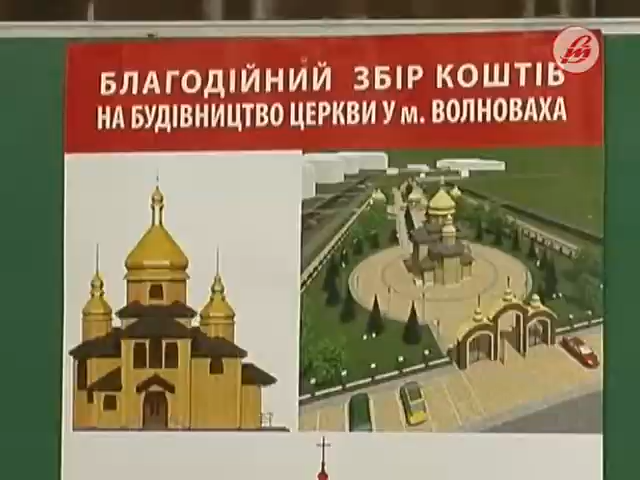 БЛАГОДІЙНИЙ ЗБІР КОШТІВ
НА БУДІВНИЦТВО ЦЕРКВИ У м. ВОЛНОВАХА